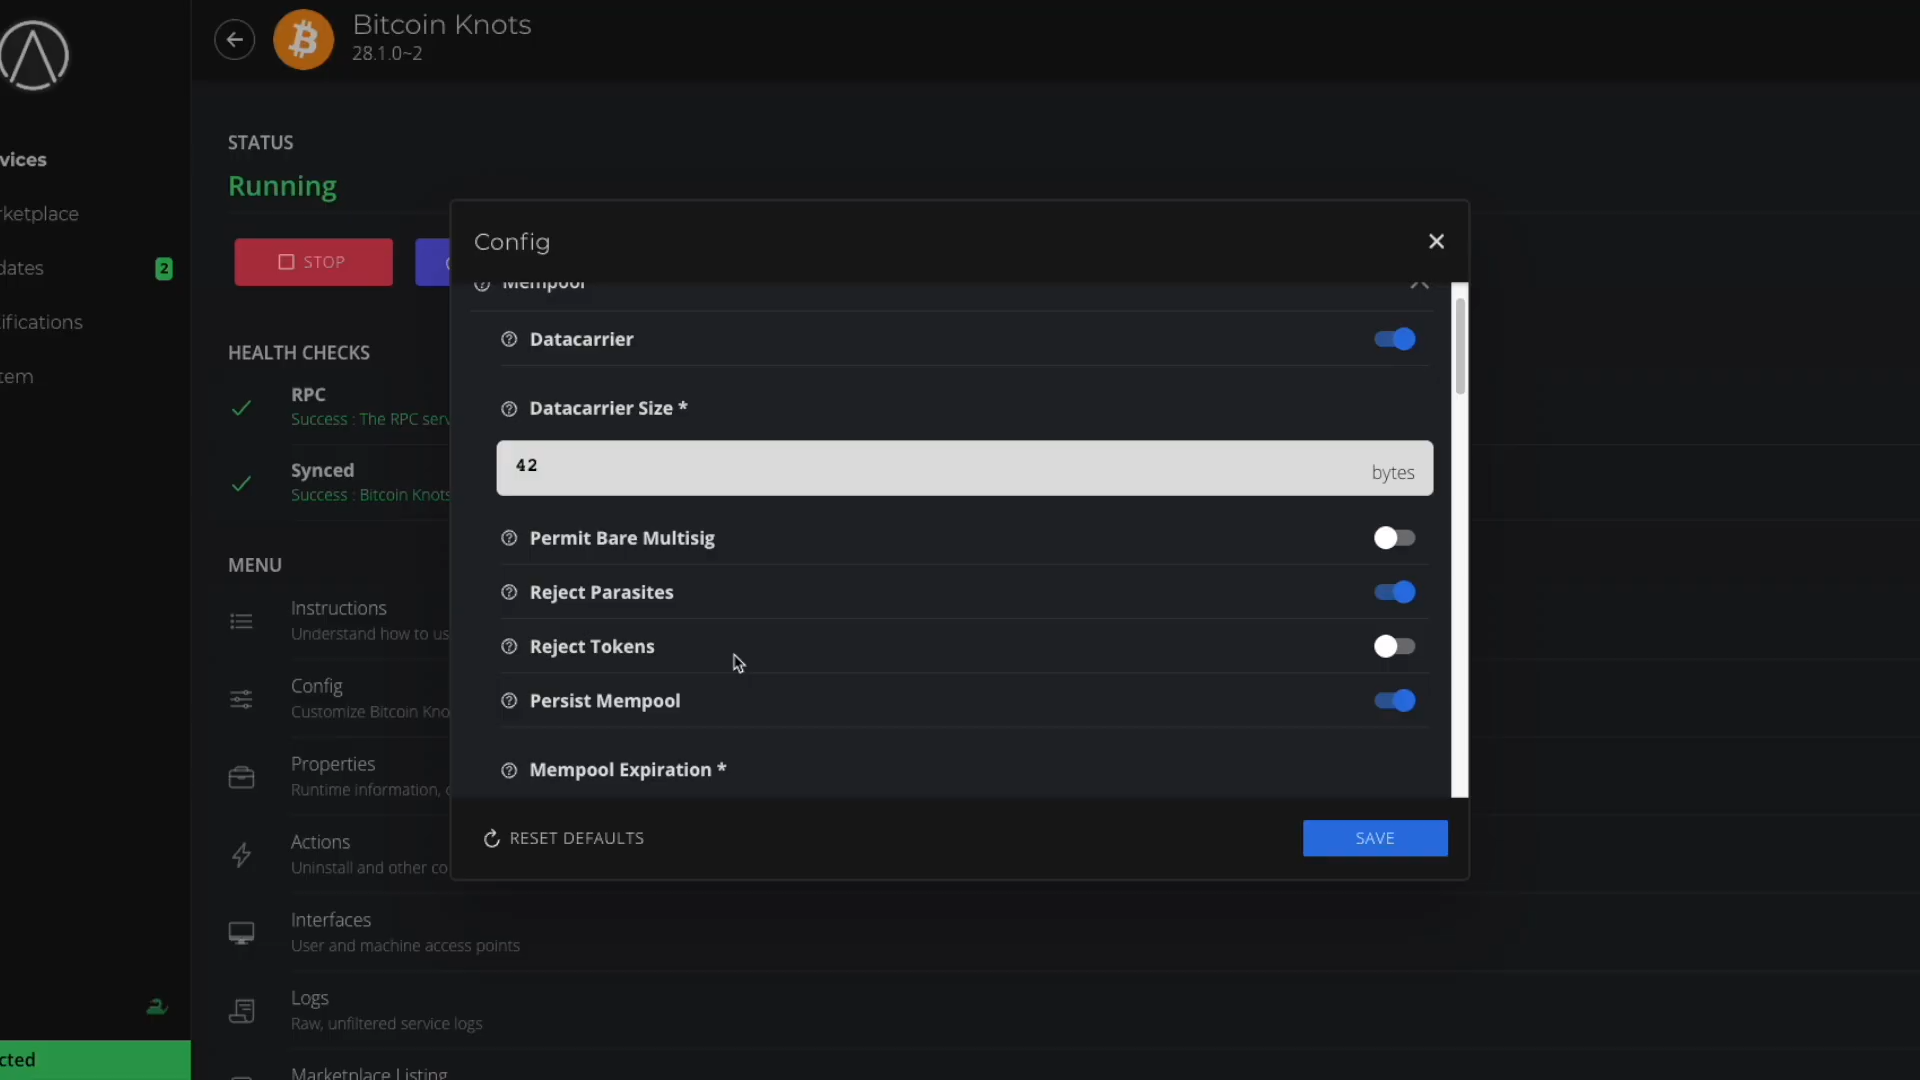 Bitcoin Knots
28.1.0~2
vices
rketplace
dates
2
ifications
tem
cted
STATUS
Running
STOP
HEALTH CHECKS
RPC
Success : The RPC serv
Synced
Success : Bitcoin Knots
MENU
Instructions
Understand how to us
Config
Customize Bitcoin Kno
Properties
Runtime information, c
Actions
Uninstall and other co
Interfaces
User and machine access points
Logs
Raw, unfiltered service logs
Marketplace Listing
Config
Mempool
Datacarrier
Datacarrier Size *
42
bytes
Permit Bare Multisig
Reject Parasites
Reject Tokens
Persist Mempool
Mempool Expiration *
RESET DEFAULTS
SAVE